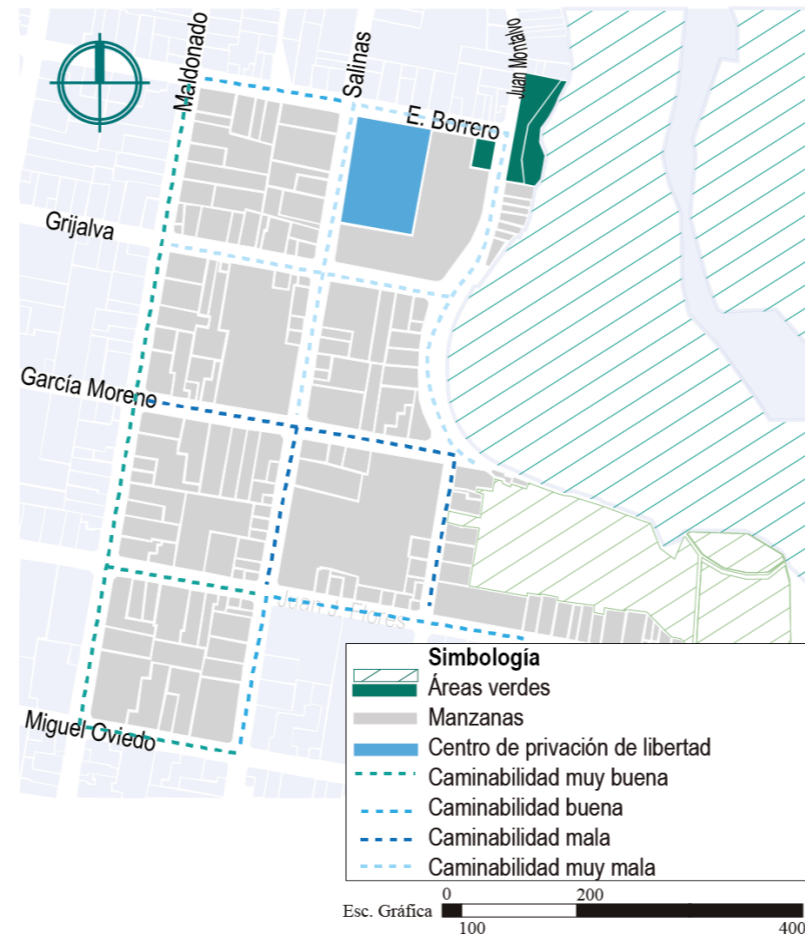 Maldonado
Salinas
Juan Montalvo
E. Borrero
Grijalva
García Moreno
Juan J. Flores
Miguel Oviedo
Simbología
Áreas verdes
Manzanas
Centro de privación de libertad
Caminabilidad muy buena
Caminabilidad buena
Caminabilidad mala
Caminabilidad muy mala
Esc. Gráfica
0 200
100 400